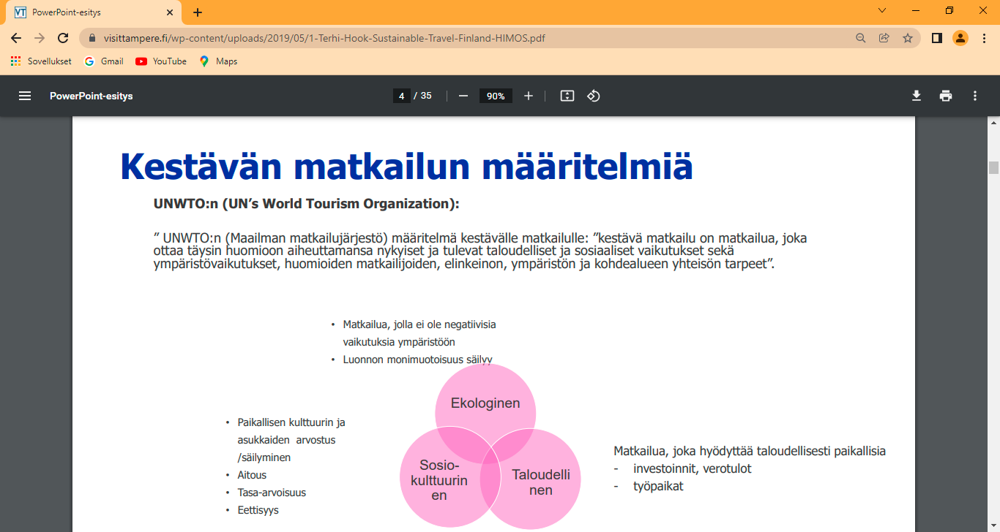 PowerPoint-esitys
visittampere.fi/wp-content/uploads/2019/05/1-Terhi-Hook-Sustainable-Travel-Finland-HIMOS.pdf
Sovellukset
Gmail
YouTube
Maps
PowerPoint-esitys
4 / 35
90%
Kestävän matkailun määritelmiä
UNWTO:n (UN’s World Tourism Organization):
” UNWTO:n (Maailman matkailujärjestö) määritelmä kestävälle matkailulle: ”kestävä matkailu on matkailua, joka
ottaa täysin huomioon aiheuttamansa nykyiset ja tulevat taloudelliset ja sosiaaliset vaikutukset sekä
ympäristövaikutukset, huomioiden matkailijoiden, elinkeinon, ympäristön ja kohdealueen yhteisön tarpeet”.
• Matkailua, jolla ei ole negatiivisia
vaikutuksia ympäristöön
• Luonnon monimuotoisuus säilyy
Ekologinen
• Paikallisen kulttuurin ja
asukkaiden arvostus
/säilyminen
• Aitous
• Tasa-arvoisuus
• Eettisyys
Sosio-
kulttuurin
en
Taloudelli
nen
Matkailua, joka hyödyttää taloudellisesti paikallisia
- investoinnit, verotulot
- työpaikat